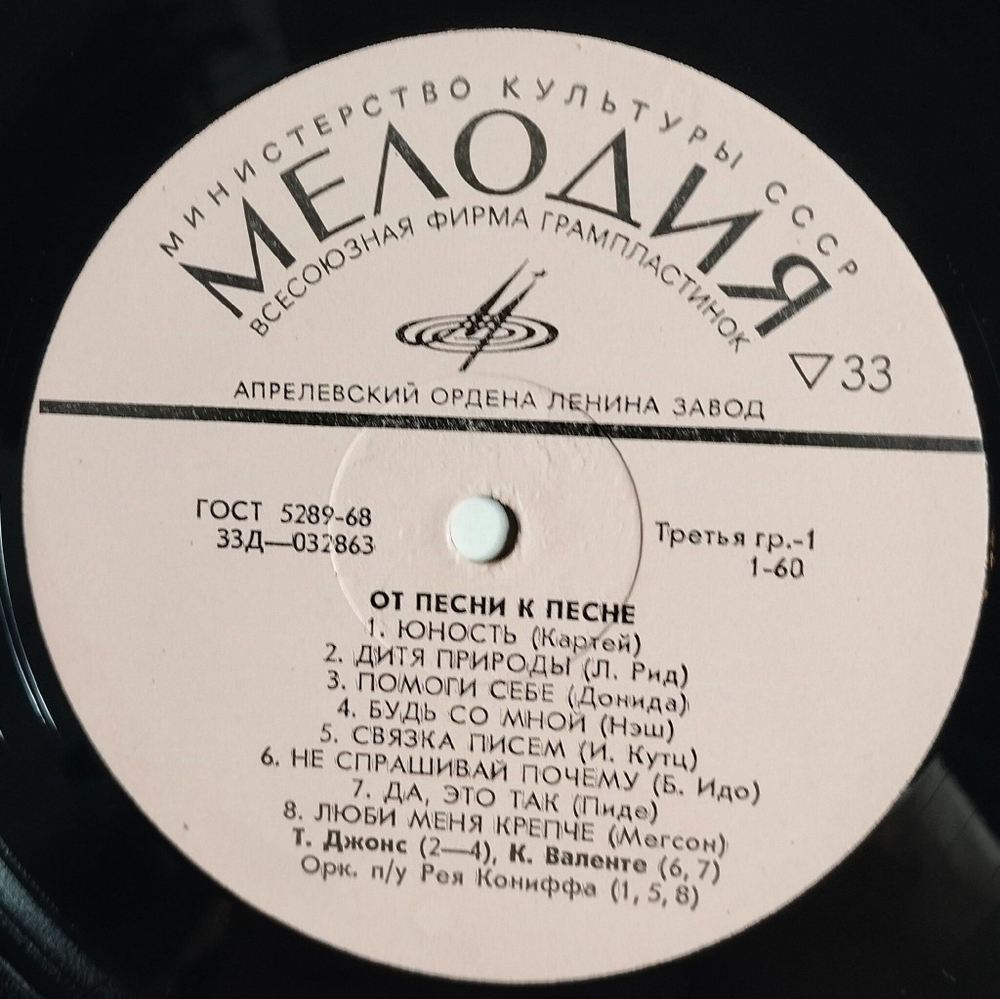 МИНИСТЕРСТВО КУЛЬТУРЫ СССР
МЕЛОДИЯ
ВСЕСОЮЗНАЯ ФИРМА ГРАМПЛАСТИНОК
▽33
АПРЕЛЕВСКИЙ ОРДЕНА ЛЕНИНА ЗАВОД
ГОСТ 5289-68
33Д—032863
Третья гр.-1
1-60
ОТ ПЕСНИ К ПЕСНЕ
1. ЮНОСТЬ (Картей)
2. ДИТЯ ПРИРОДЫ (Л. Рид)
3. ПОМОГИ СЕБЕ (Донида)
4. БУДЬ СО МНОЙ (Нэш)
5. СВЯЗКА ПИСЕМ (И. Кутц)
6. НЕ СПРАШИВАЙ ПОЧЕМУ (Б. Идо)
7. ДА, ЭТО ТАК (Пиде)
8. ЛЮБИ МЕНЯ КРЕПЧЕ (Мегсон)
Т. Джонс (2—4), К. Валенте (6, 7)
Орк. п/у Рея Кониффа (1, 5, 8)